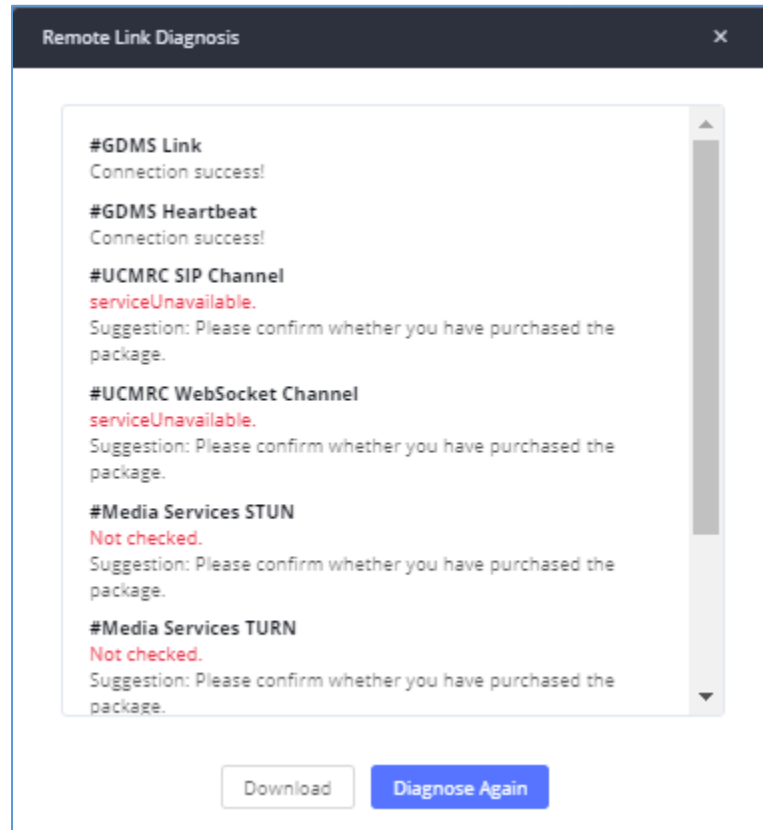 Remote Link Diagnosis
#GDMS Link
Connection success!
#GDMS Heartbeat
Connection success!
#UCMRC SIP Channel
serviceUnavailable.
Suggestion: Please confirm whether you have purchased the
package.
#UCMRC WebSocket Channel
serviceUnavailable.
Suggestion: Please confirm whether you have purchased the
package.
#Media Services STUN
Not checked.
Suggestion: Please confirm whether you have purchased the
package.
#Media Services TURN
Not checked.
Suggestion: Please confirm whether you have purchased the
package.
Download
Diagnose Again